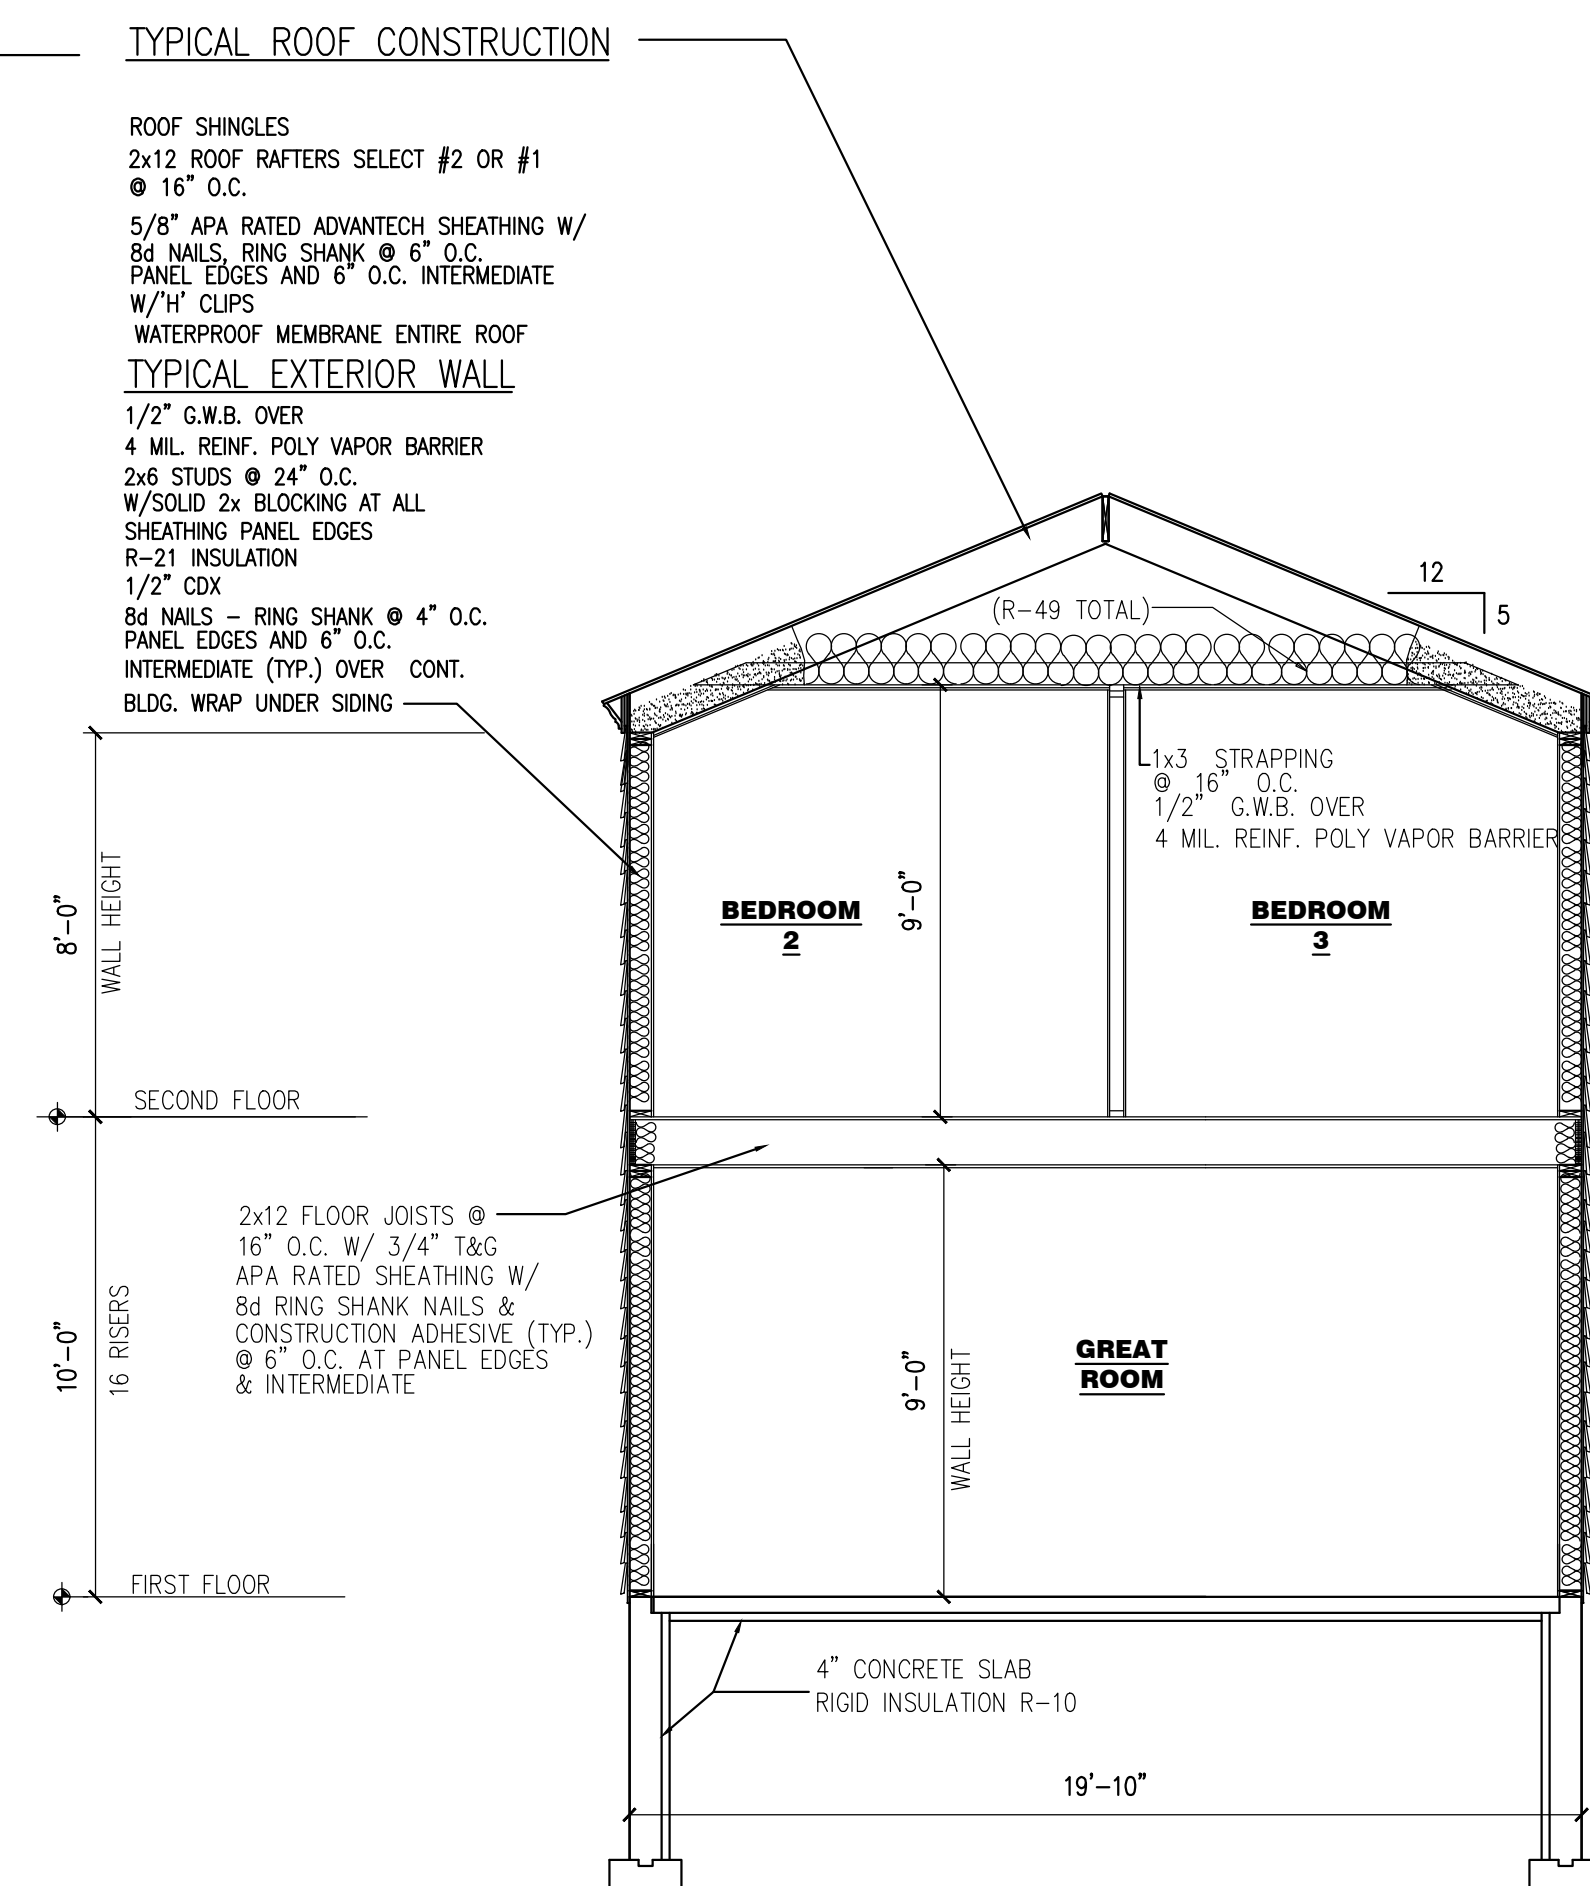 TYPICAL ROOF CONSTRUCTION
ROOF SHINGLES
2x12 ROOF RAFTERS SELECT #2 OR #1
@ 16" O.C.
5/8" APA RATED ADVANTECH SHEATHING W/
8d NAILS, RING SHANK @ 6" O.C.
PANEL EDGES AND 6" O.C. INTERMEDIATE
W/'H' CLIPS
WATERPROOF MEMBRANE ENTIRE ROOF
TYPICAL EXTERIOR WALL
1/2" G.W.B. OVER
4 MIL. REINF. POLY VAPOR BARRIER
2x6 STUDS @ 24" O.C.
W/SOLID 2x BLOCKING AT ALL
SHEATHING PANEL EDGES
R-21 INSULATION
1/2" CDX
8d NAILS - RING SHANK @ 4" O.C.
PANEL EDGES AND 6" O.C.
INTERMEDIATE (TYP.) OVER CONT.
BLDG. WRAP UNDER SIDING
12
5
(R-49 TOTAL)
1x3 STRAPPING
@ 16" O.C.
1/2" G.W.B. OVER
4 MIL. REINF. POLY VAPOR BARRIER
8'-0"
WALL HEIGHT
BEDROOM
2
9'-0"
BEDROOM
3
SECOND FLOOR
2x12 FLOOR JOISTS @
16" O.C. W/ 3/4" T&G
APA RATED SHEATHING W/
8d RING SHANK NAILS &
CONSTRUCTION ADHESIVE (TYP.)
@ 6" O.C. AT PANEL EDGES
& INTERMEDIATE
10'-0"
16 RISERS
9'-0"
WALL HEIGHT
GREAT
ROOM
FIRST FLOOR
4" CONCRETE SLAB
RIGID INSULATION R-10
19'-10"